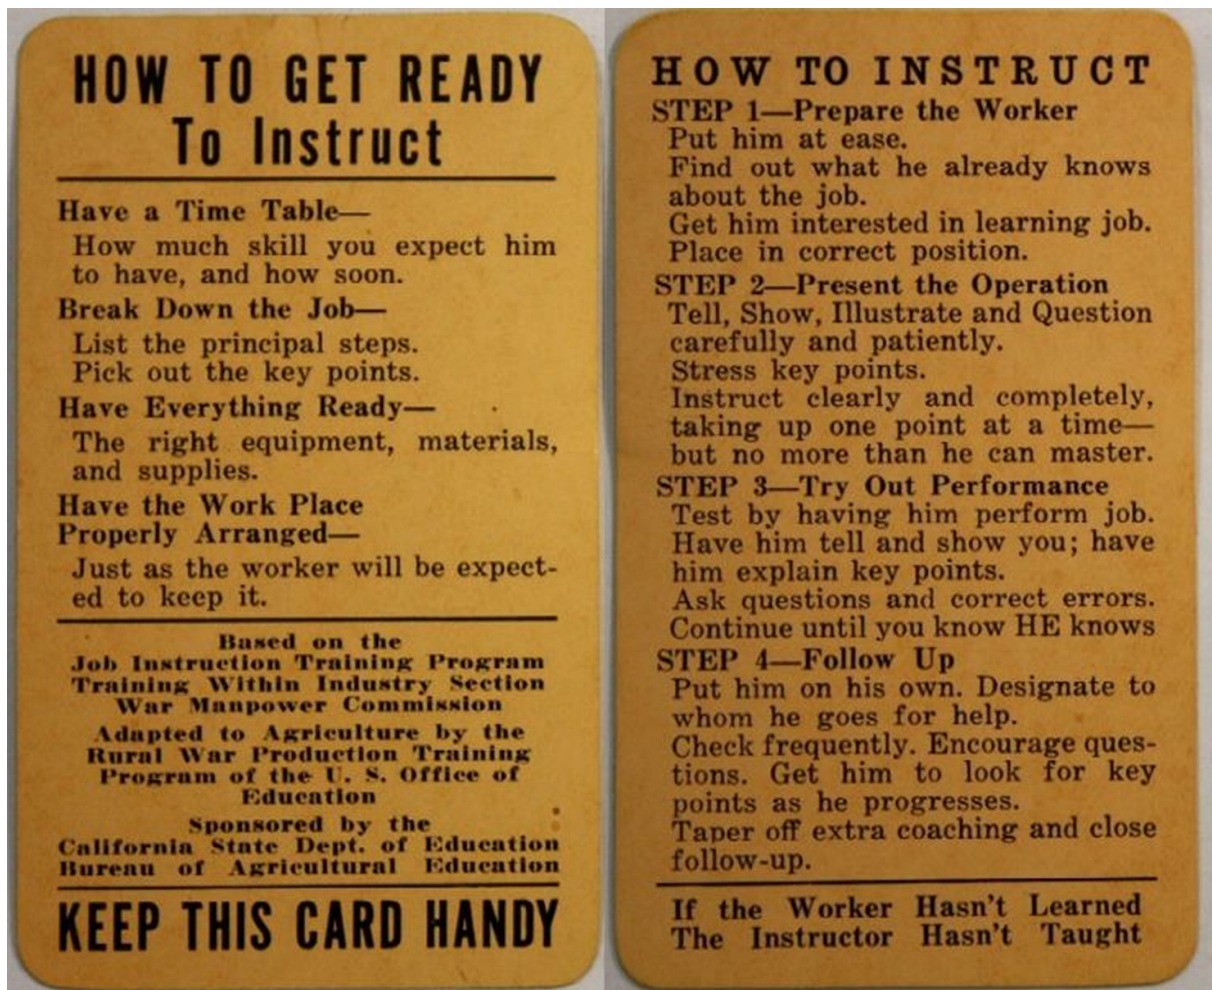 HOW TO GET READY
To Instruct
Have a Time Table—
How much skill you expect him
to have, and how soon.
Break Down the Job—
List the principal steps.
Pick out the key points.
Have Everything Ready—
The right equipment, materials,
and supplies.
Have the Work Place
Properly Arranged—
Just as the worker will be expect-
ed to keep it.
Based on the
Job Instruction Training Program
Training Within Industry Section
War Manpower Commission
Adapted to Agriculture by the
Rural War Production Training
Program of the U. S. Office of
Education
Sponsored by the
California State Dept. of Education
Bureau of Agricultural Education
KEEP THIS CARD HANDY
HOW TO INSTRUCT
STEP 1—Prepare the Worker
Put him at ease.
Find out what he already knows
about the job.
Get him interested in learning job.
Place in correct position.
STEP 2—Present the Operation
Tell, Show, Illustrate and Question
carefully and patiently.
Stress key points.
Instruct clearly and completely,
taking up one point at a time—
but no more than he can master.
STEP 3—Try Out Performance
Test by having him perform job.
Have him tell and show you; have
him explain key points.
Ask questions and correct errors.
Continue until you know HE knows
STEP 4—Follow Up
Put him on his own. Designate to
whom he goes for help.
Check frequently. Encourage ques-
tions. Get him to look for key
points as he progresses.
Taper off extra coaching and close
follow-up.
If the Worker Hasn't Learned
The Instructor Hasn't Taught